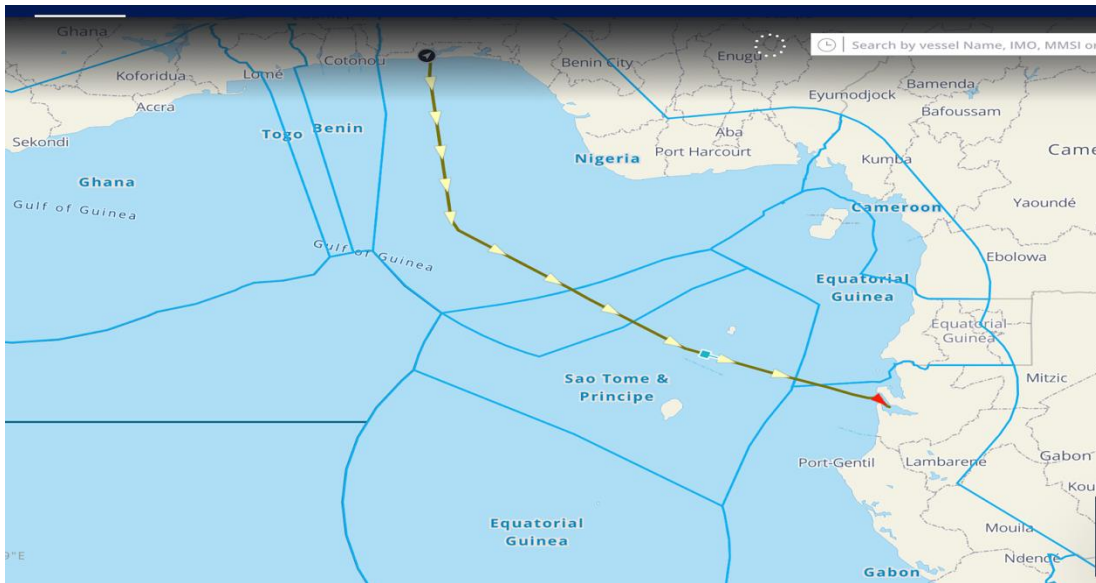 Ghana
Search by vessel Name, IMO, MMSI or
Koforidua
Lomé
Cotonou
Benin City
Enugu
Bamenda
Eyumodjock
Bafoussam
Accra
Togo
Benin
Aba
Sekondi
Nigeria
Port Harcourt
Kumba
Came
Ghana
Gulf of Guinea
Cameroon
Yaoundé
Gulf of Guinea
Ebolowa
Equatorial
Guinea
Equatorial
Guinea
Sao Tome &
Principe
Mitzic
Port-Gentil
Lambarene
Gabon
Kou
Equatorial
Guinea
Mouila
9°E
Ndende
Gabon